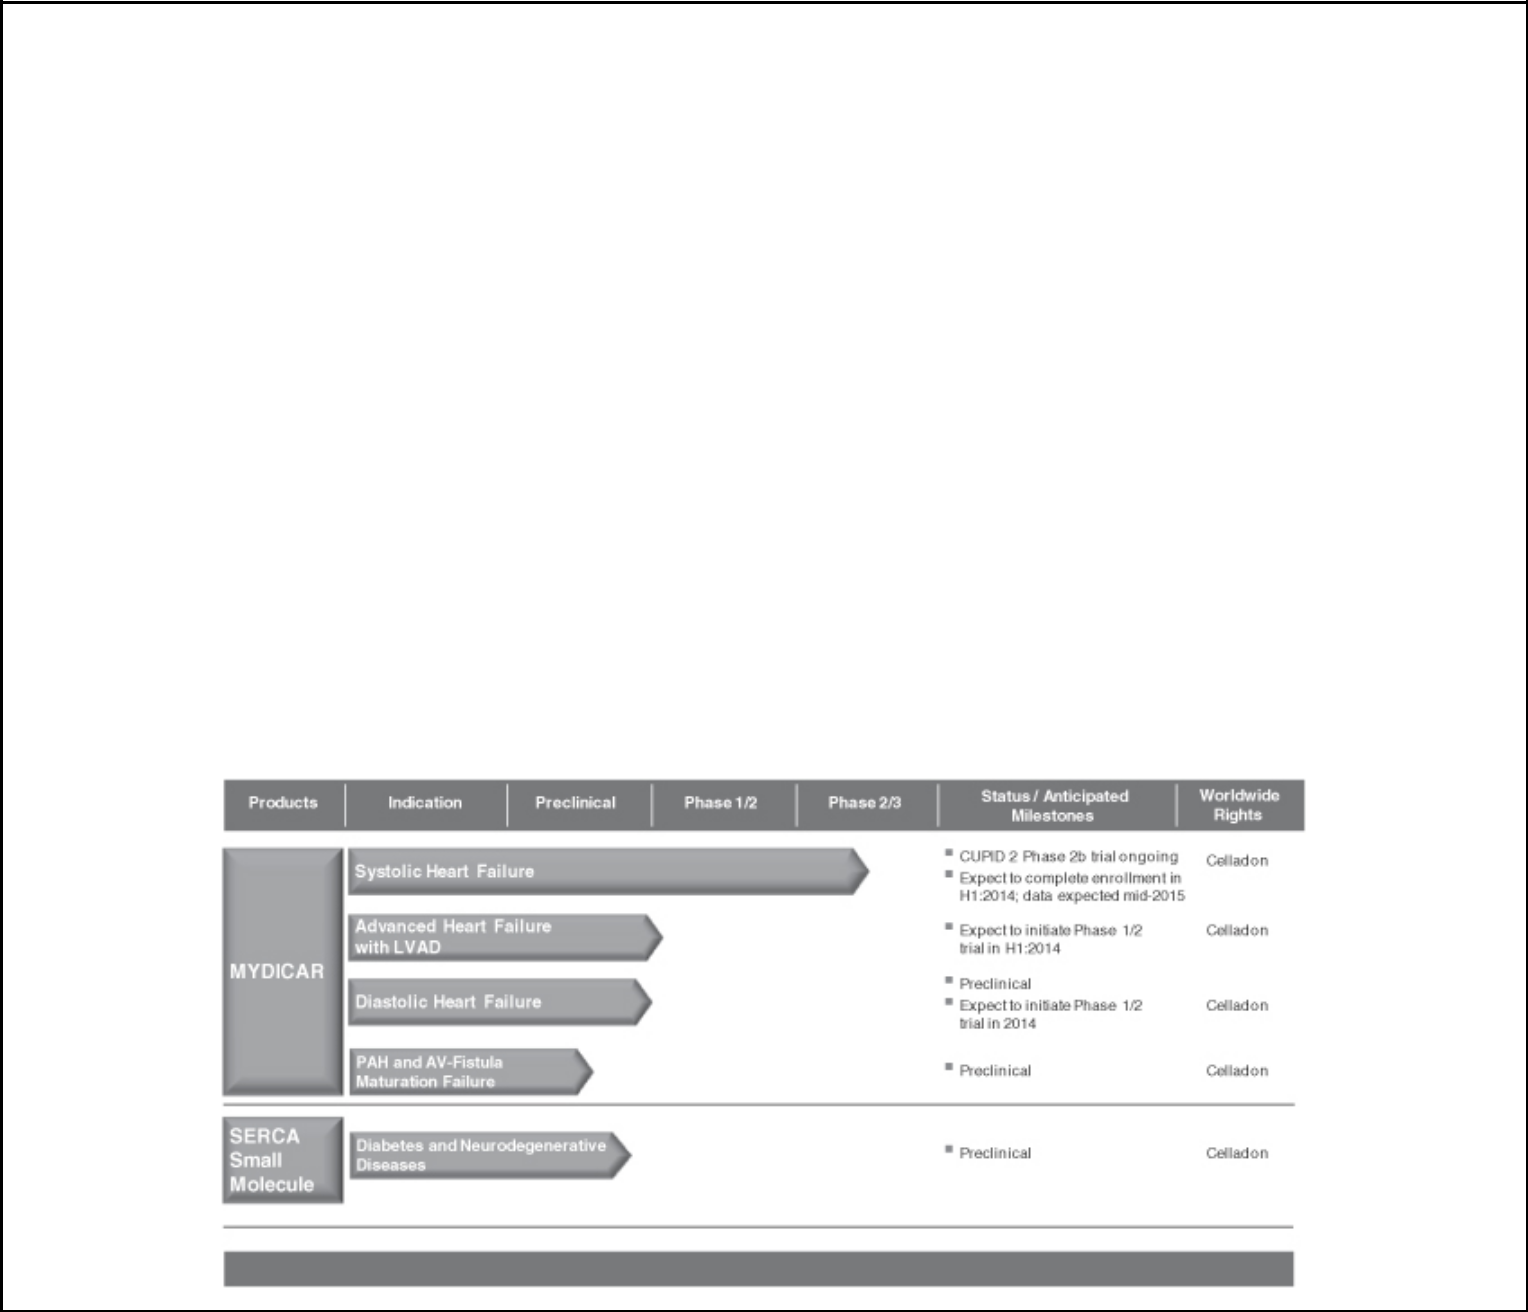 Products Indication Preclinical Phase 1/2 Phase 2/3 Status / Anticipated Milestones Worldwide Rights
MYDICAR
Systolic Heart Failure
CUPID 2 Phase 2b trial ongoing
Expect to complete enrollment in
H1:2014; data expected mid-2015
Celladon
Advanced Heart Failure
with LVAD
Expect to initiate Phase 1/2
trial in H1:2014
Celladon
Diastolic Heart Failure
Preclinical
Expect to initiate Phase 1/2
trial in 2014
Celladon
PAH and AV-Fistula
Maturation Failure
Preclinical
Celladon
SERCA
Small
Molecule
Diabetes and Neurodegenerative
Diseases
Preclinical
Celladon